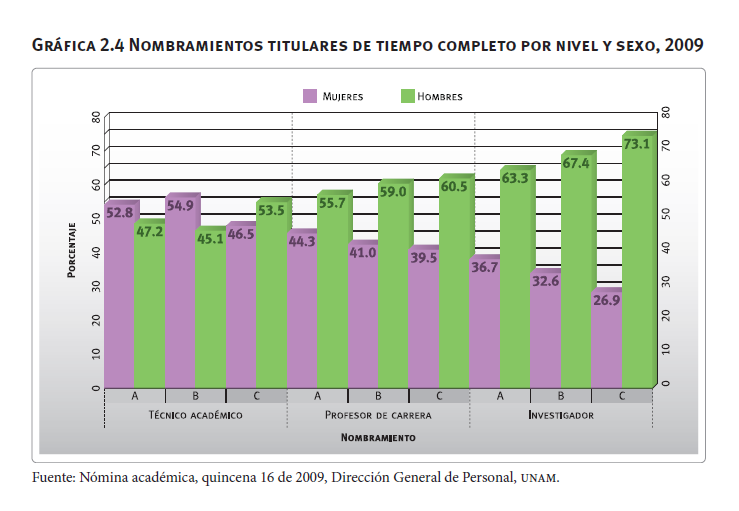 GRÁFICA 2.4 NOMBRAMIENTOS TITULARES DE TIEMPO COMPLETO POR NIVEL Y SEXO, 2009
MUJERES HOMBRES
80 80
70 70
60 60
50 50
40 40
30 30
20 20
10 10
0 0
PORCENTAJE
52.8 47.2 54.9 45.1 46.5 53.5 44.3 55.7 41.0 59.0 39.5 60.5 36.7 63.3 32.6 67.4 26.9 73.1
A B C A B C A B C
TÉCNICO ACADÉMICO PROFESOR DE CARRERA INVESTIGADOR
NOMBRAMIENTO
Fuente: Nómina académica, quincena 16 de 2009, Dirección General de Personal, UNAM.